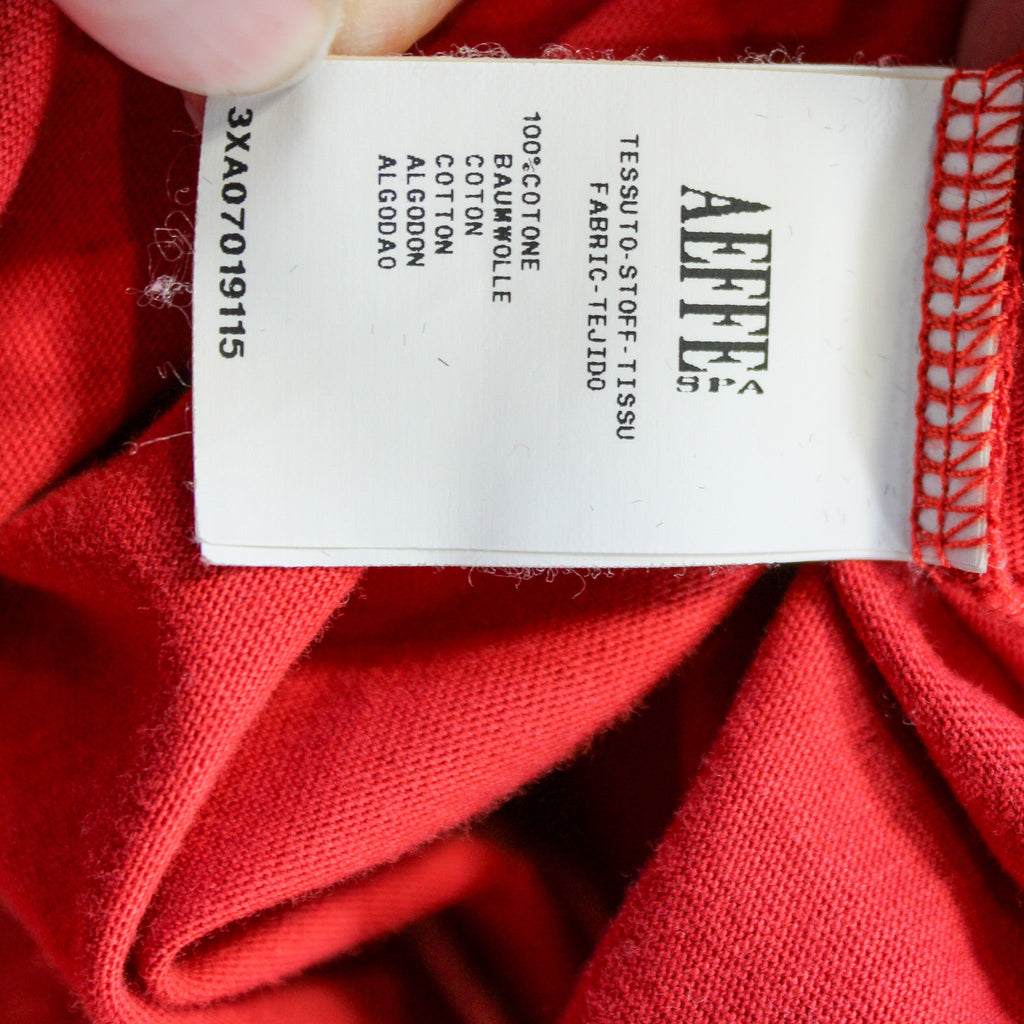 AEFFE
SPA
TESSUTO-STOFF-TISSU
FABRIC-TEJIDO
100%COTONE
BAUMWOLLE
COTON
COTTON
ALGODON
ALGODAO
3XA07019115